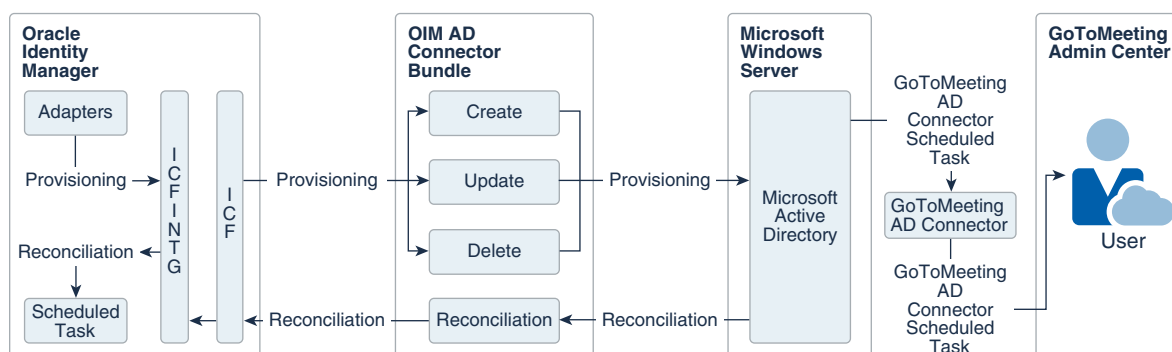 Oracle
Identity
Manager
Adapters
Provisioning
Reconciliation
Scheduled
Task
I
C
F
I
N
T
G
I
C
F
Provisioning
Reconciliation
OIM AD
Connector
Bundle
Create
Update
Delete
Reconciliation
Provisioning
Reconciliation
Microsoft
Windows
Server
Microsoft
Active
Directory
GoToMeeting
AD
Connector
Scheduled
Task
GoToMeeting
AD Connector
GoToMeeting
AD
Connector
Scheduled
Task
GoToMeeting
Admin Center
User